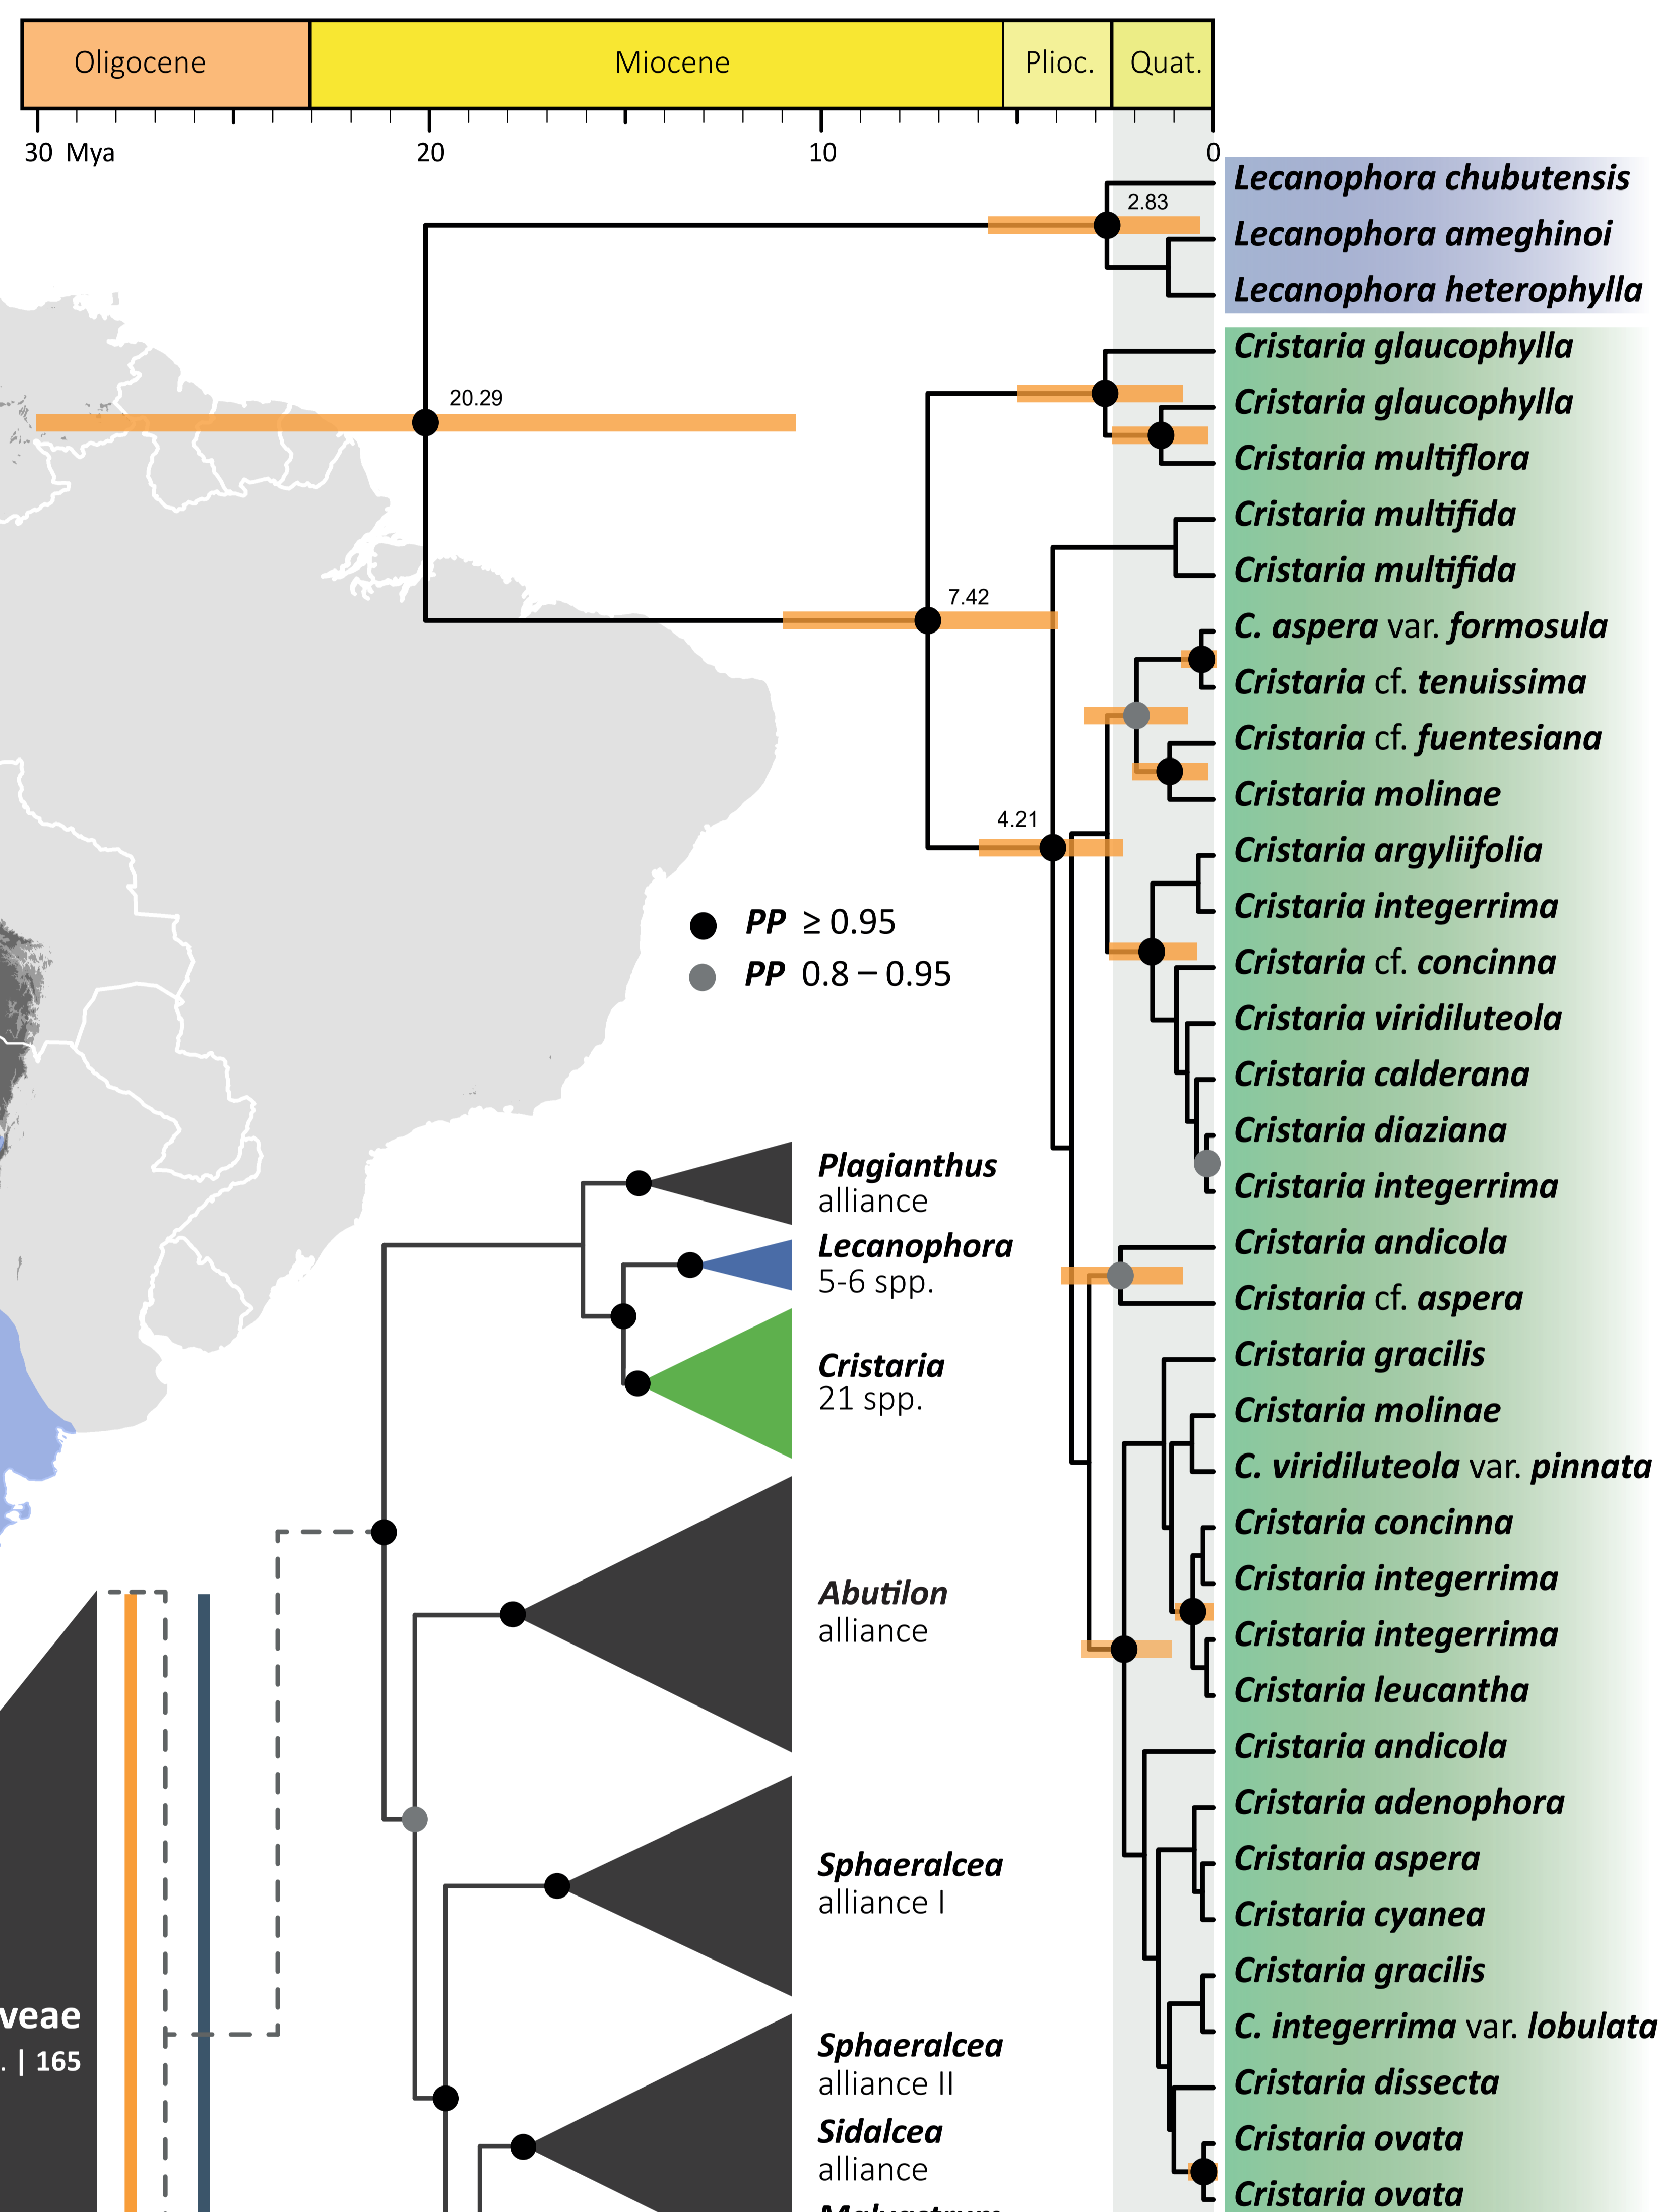 Oligocene
Miocene
Plioc.
Quat.
30 Mya
20
10
0
Lecanophora chubutensis
2.83
Lecanophora ameghinoi
Lecanophora heterophylla
Cristaria glaucophylla
20.29
Cristaria glaucophylla
Cristaria multiflora
Cristaria multifida
Cristaria multifida
7.42
C. aspera var. formosula
Cristaria cf. tenuissima
Cristaria cf. fuentesiana
Cristaria molinae
4.21
Cristaria argyliifolia
Cristaria integerrima
PP ≥ 0.95
PP 0.8 – 0.95
Cristaria cf. concinna
Cristaria viridiluteola
Cristaria calderana
Cristaria diaziana
Cristaria integerrima
Cristaria andicola
Cristaria cf. aspera
Cristaria gracilis
Cristaria molinae
C. viridiluteola var. pinnata
Cristaria concinna
Cristaria integerrima
Cristaria integerrima
Cristaria leucantha
Cristaria andicola
Cristaria adenophora
Cristaria aspera
Cristaria cyanea
Cristaria gracilis
C. integerrima var. lobulata
Cristaria dissecta
Cristaria ovata
Cristaria ovata
Plagianthus
alliance
Lecanophora
5-6 spp.
Cristaria
21 spp.
Abutilon
alliance
Sphaeralcea
alliance I
Sphaeralcea
alliance II
Sidalcea
alliance
veae
. | 165